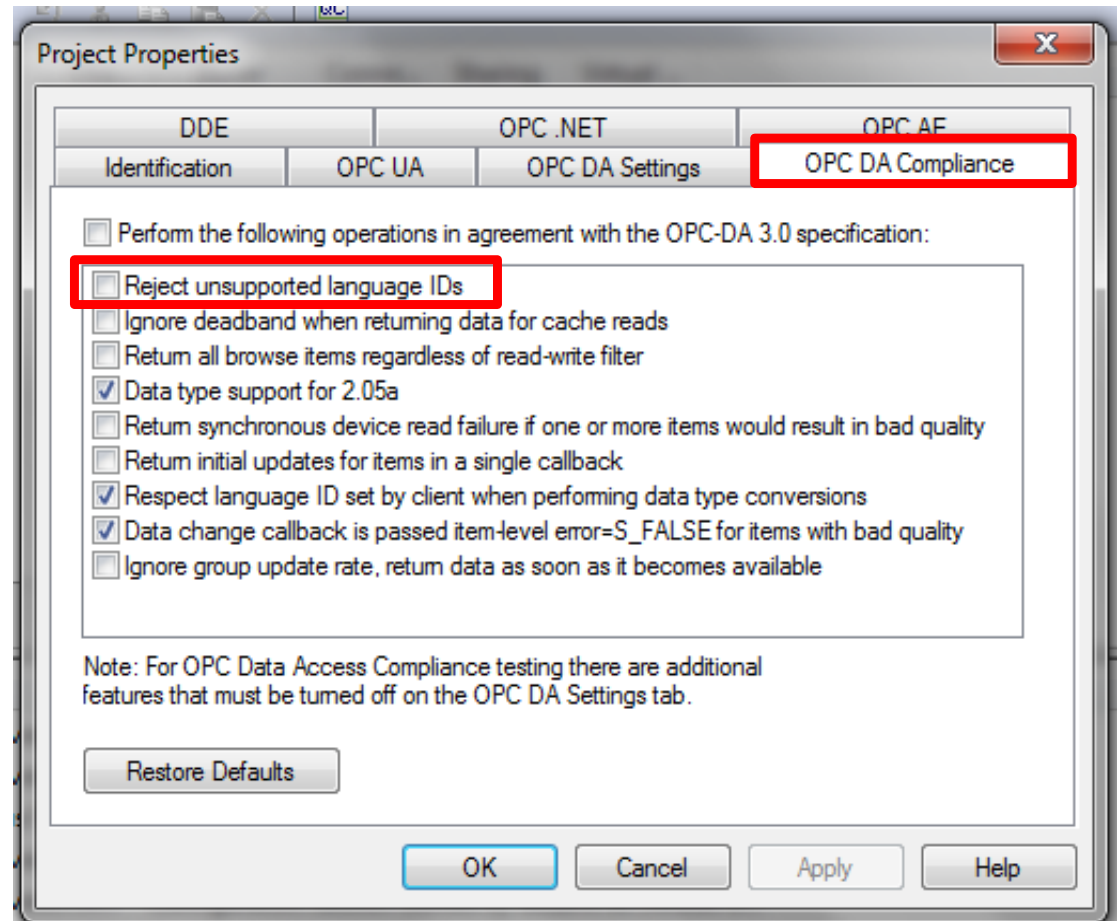 QC
Project Properties
DDE
OPC .NET
OPC AE
Identification
OPC UA
OPC DA Settings
OPC DA Compliance
Perform the following operations in agreement with the OPC-DA 3.0 specification:
Reject unsupported language IDs
Ignore deadband when returning data for cache reads
Return all browse items regardless of read-write filter
Data type support for 2.05a
Return synchronous device read failure if one or more items would result in bad quality
Return initial updates for items in a single callback
Respect language ID set by client when performing data type conversions
Data change callback is passed item-level error=S_FALSE for items with bad quality
Ignore group update rate, return data as soon as it becomes available
Note: For OPC Data Access Compliance testing there are additional
features that must be turned off on the OPC DA Settings tab.
Restore Defaults
OK
Cancel
Apply
Help